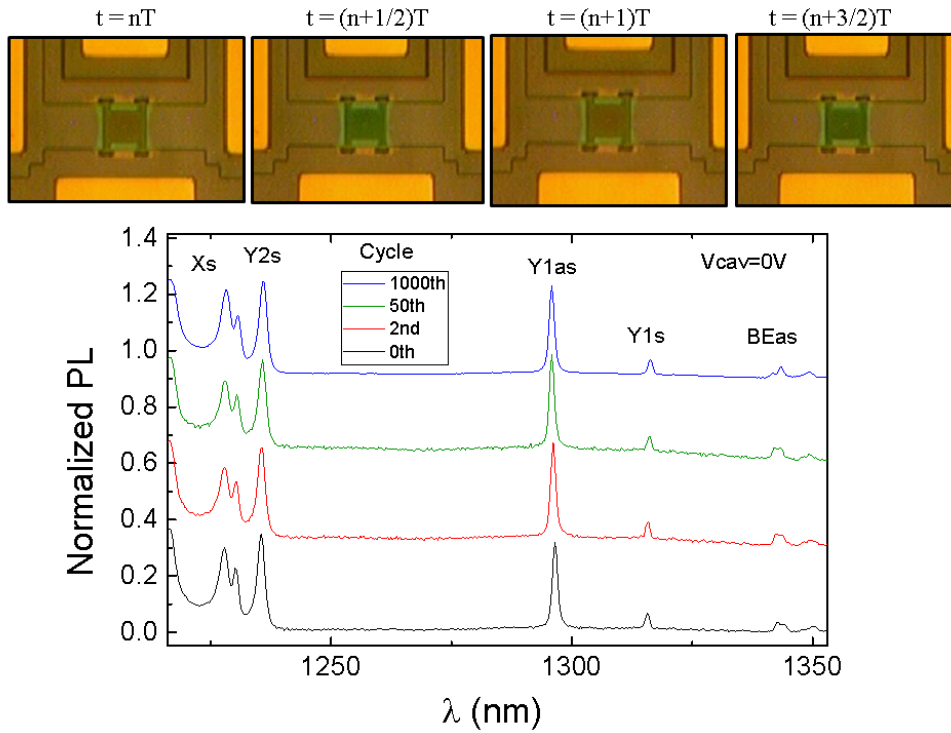 t = nT t = (n+1/2)T t = (n+1)T t = (n+3/2)T
1.4
1.2
1.0
0.8
0.6
0.4
0.2
0.0
Normalized PL
Xs Y2s Cycle Y1as Vcav=0V
1000th
50th
2nd
0th
Y1s BEas
1250 1300 1350
λ (nm)